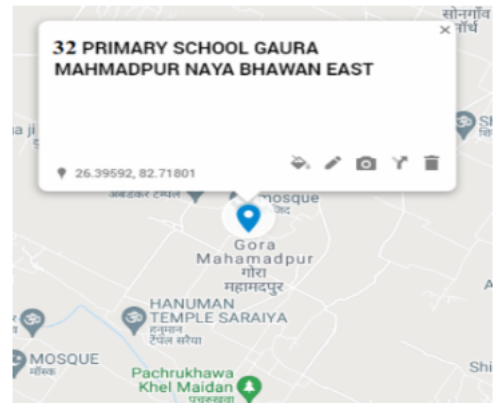 सोनगाँव
नॉर्थ
32 PRIMARY SCHOOL GAURA
MAHMADPUR NAYA BHAWAN EAST
a ji
26.39592, 82.71801
mosque
Gora
Mahamadpur
गोरा
महामदपुर
HANUMAN
TEMPLE SARAIYA
हनुमान
टेंपल सरैया
MOSQUE
मॉस्क
Shi
Pachrukhawa
Khel Maidan
पचरुखवा